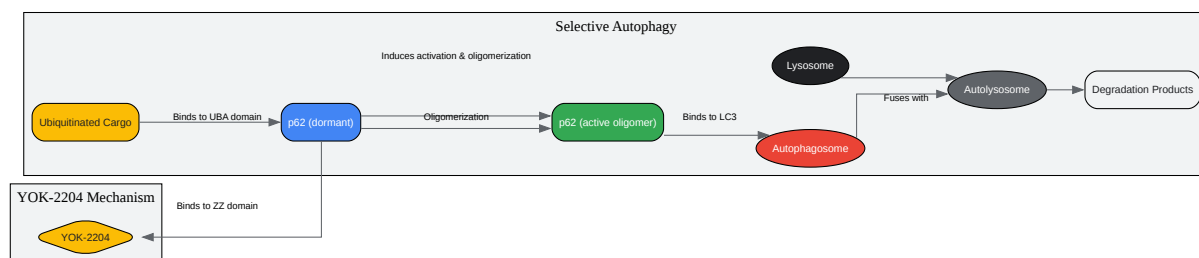 Selective Autophagy
Induces activation & oligomerization
Lysosome
Autolysosome
Degradation Products
Fuses with
Ubiquitinated Cargo
Binds to UBA domain
p62 (dormant)
Oligomerization
p62 (active oligomer)
Binds to LC3
Autophagosome
YOK-2204 Mechanism
Binds to ZZ domain
YOK-2204